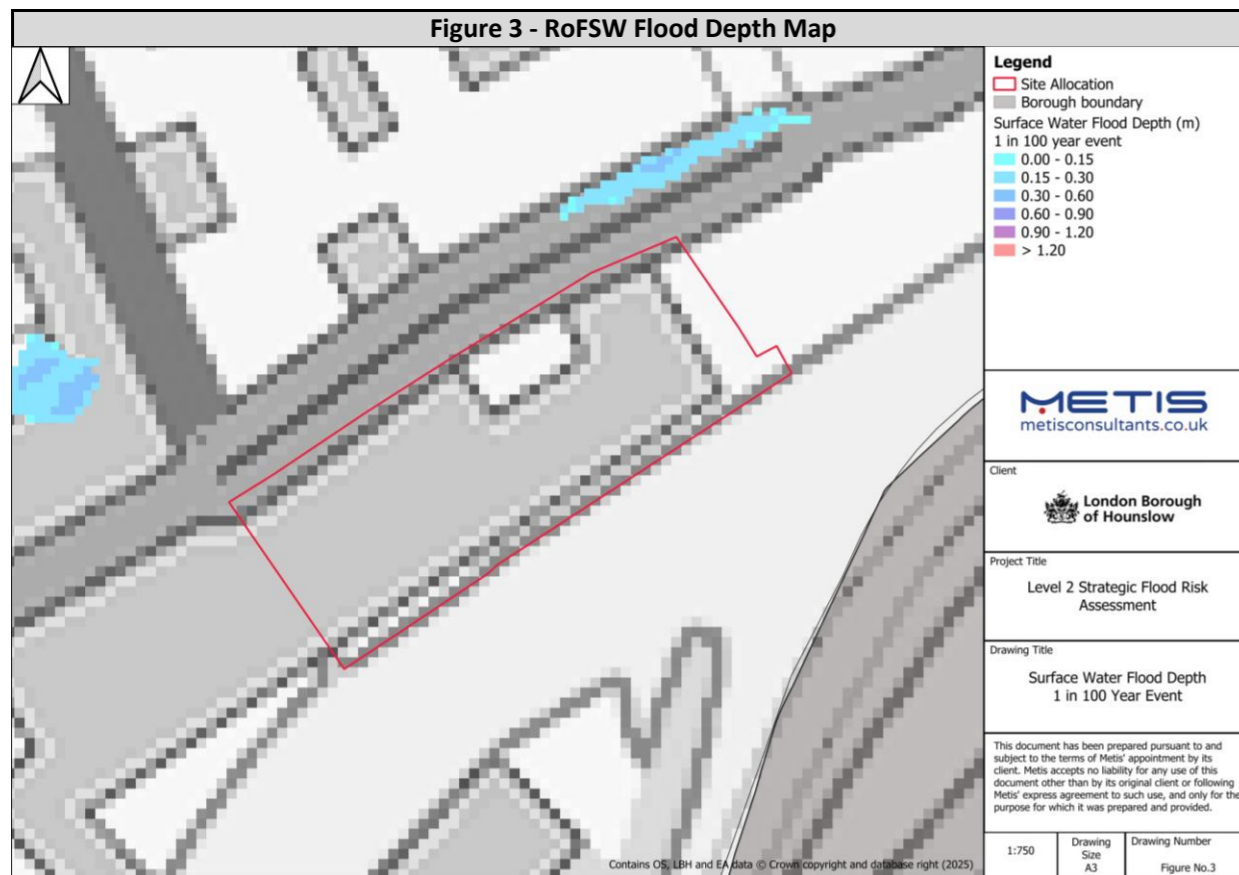 Figure 3 - RoFSW Flood Depth Map
Legend
Site Allocation
Borough boundary
Surface Water Flood Depth (m)
1 in 100 year event
0.00 - 0.15
0.15 - 0.30
0.30 - 0.60
0.60 - 0.90
0.90 - 1.20
> 1.20
METIS
metisconsultants.co.uk
Client
London Borough
of Hounslow
Project Title
Level 2 Strategic Flood Risk
Assessment
Drawing Title
Surface Water Flood Depth
1 in 100 Year Event
This document has been prepared pursuant to and
subject to the terms of Metis' appointment by its
client. Metis accepts no liability for any use of this
document other than by its original client or following
Metis' express agreement to such use, and only for the
purpose for which it was prepared and provided.
1:750
Drawing
Size
A3
Drawing Number
Figure No.3
Contains OS, LBH and EA data © Crown copyright and database right (2025)